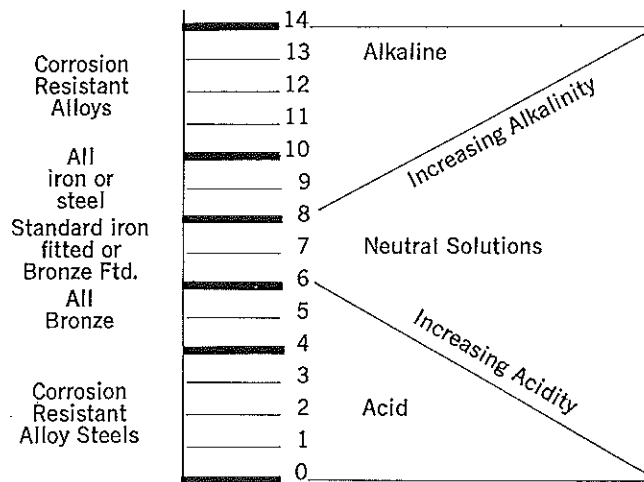 14
13
12
11
10
9
8
7
6
5
4
3
2
1
0
Corrosion
Resistant
Alloys
All
iron or
steel
Standard iron
fitted or
Bronze Ftd.
All
Bronze
Corrosion
Resistant
Alloy Steels
Alkaline
Increasing Alkalinity
Neutral Solutions
Increasing Acidity
Acid